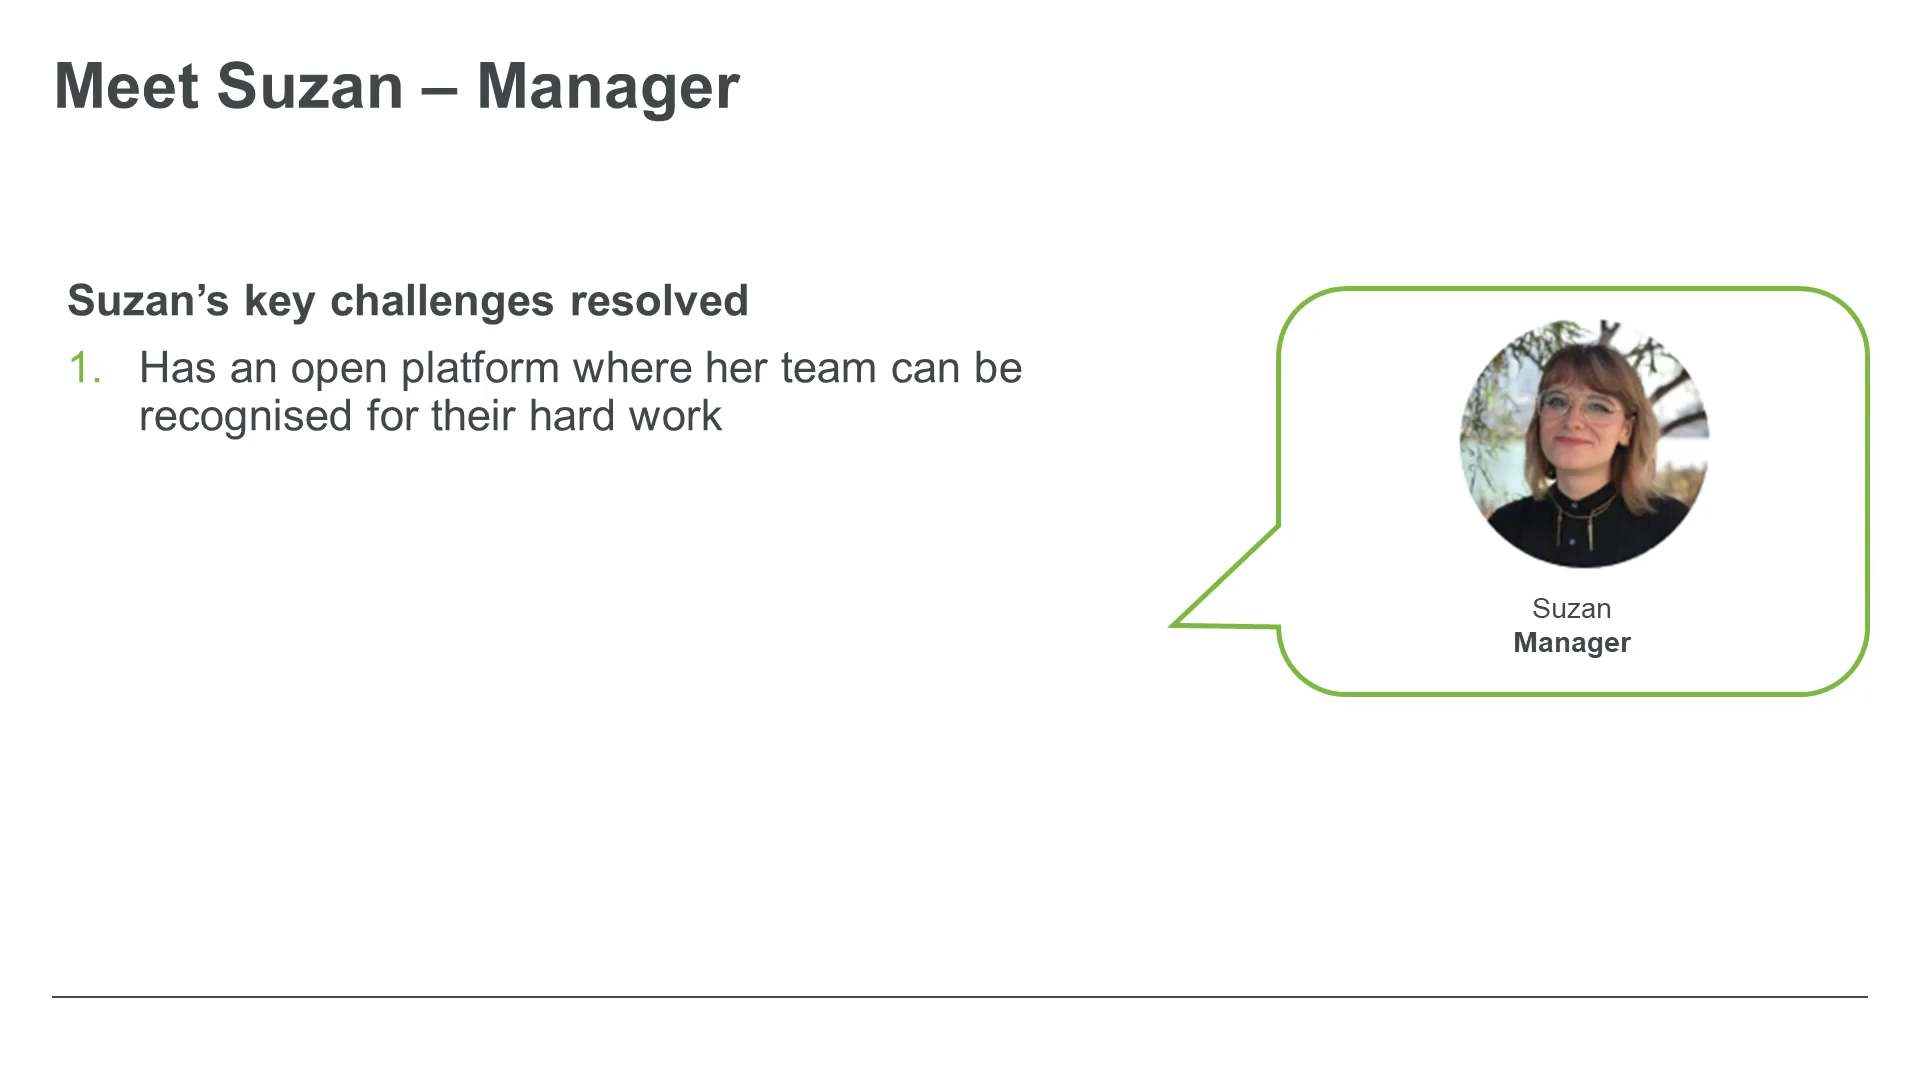 Meet Suzan – Manager
Suzan’s key challenges resolved
1. Has an open platform where her team can be
recognised for their hard work
Suzan
Manager